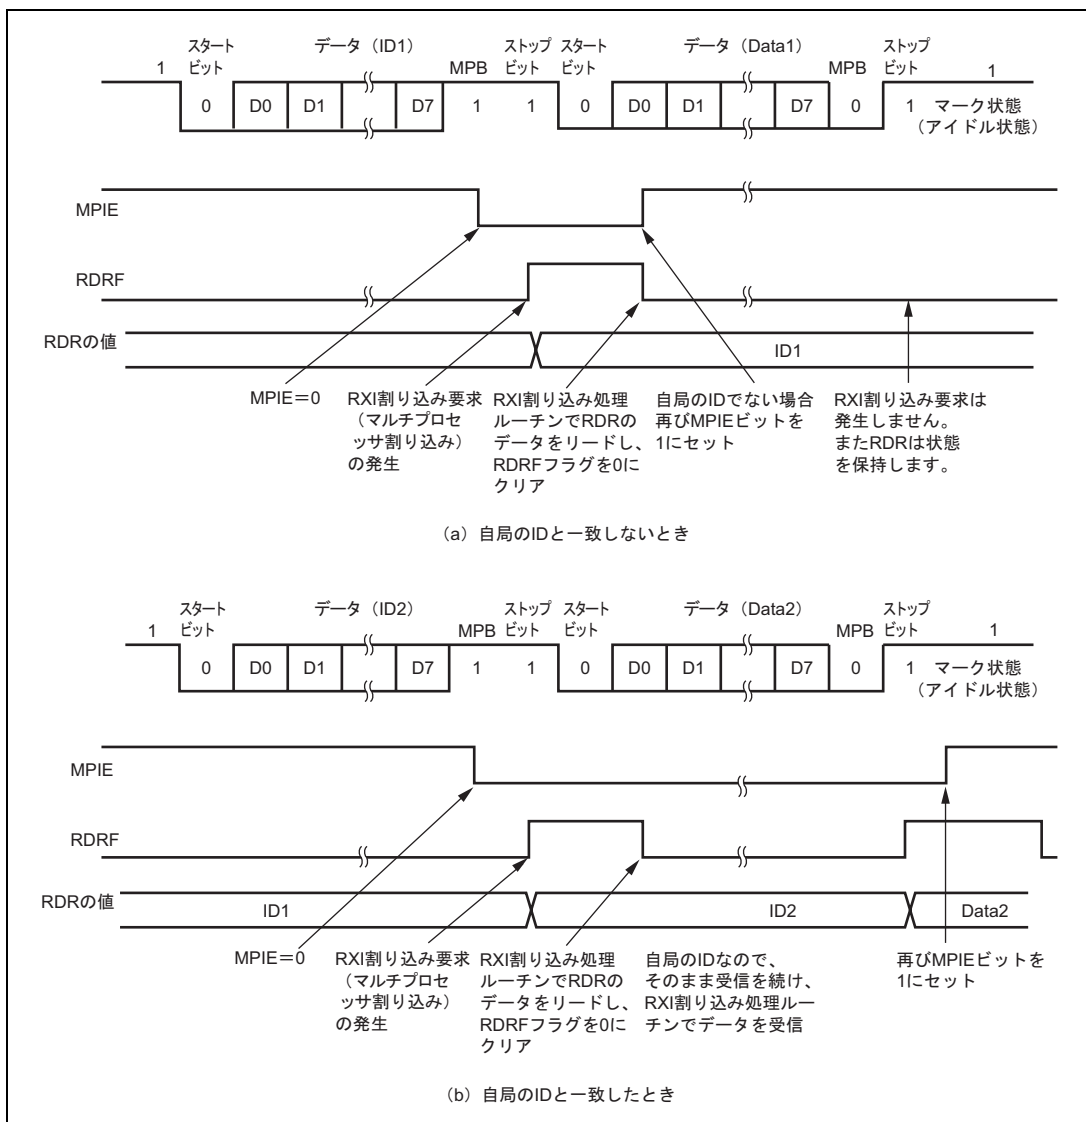 スタート
ビット
データ（ID1）
ストップ
ビット
スタート
ビット
データ（Data1）
ストップ
ビット
1
MPB
MPB
1
0
D0
D1
D7
1
1
0
D0
D1
D7
0
1
マーク状態
（アイドル状態）
MPIE
RDRF
RDRの値
ID1
MPIE＝0
RXI割り込み要求
（マルチプロセ
ッサ割り込み）
の発生
RXI割り込み処理
ルーチンでRDRの
データをリードし、
RDRFフラグを0に
クリア
自局のIDでない場合
再びMPIEビットを
1にセット
RXI割り込み要求は
発生しません。
またRDRは状態
を保持します。
（a）自局のIDと一致しないとき
スタート
ビット
データ（ID2）
ストップ
ビット
スタート
ビット
データ（Data2）
ストップ
ビット
1
MPB
MPB
1
0
D0
D1
D7
1
1
0
D0
D1
D7
0
1
マーク状態
（アイドル状態）
MPIE
RDRF
RDRの値
ID1
ID2
Data2
MPIE＝0
RXI割り込み要求
（マルチプロセ
ッサ割り込み）
の発生
RXI割り込み処理
ルーチンでRDRの
データをリードし、
RDRFフラグを0に
クリア
自局のIDなので、
そのまま受信を続け、
RXI割り込み処理ルー
チンでデータを受信
再びMPIEビットを
1にセット
（b）自局のIDと一致したとき